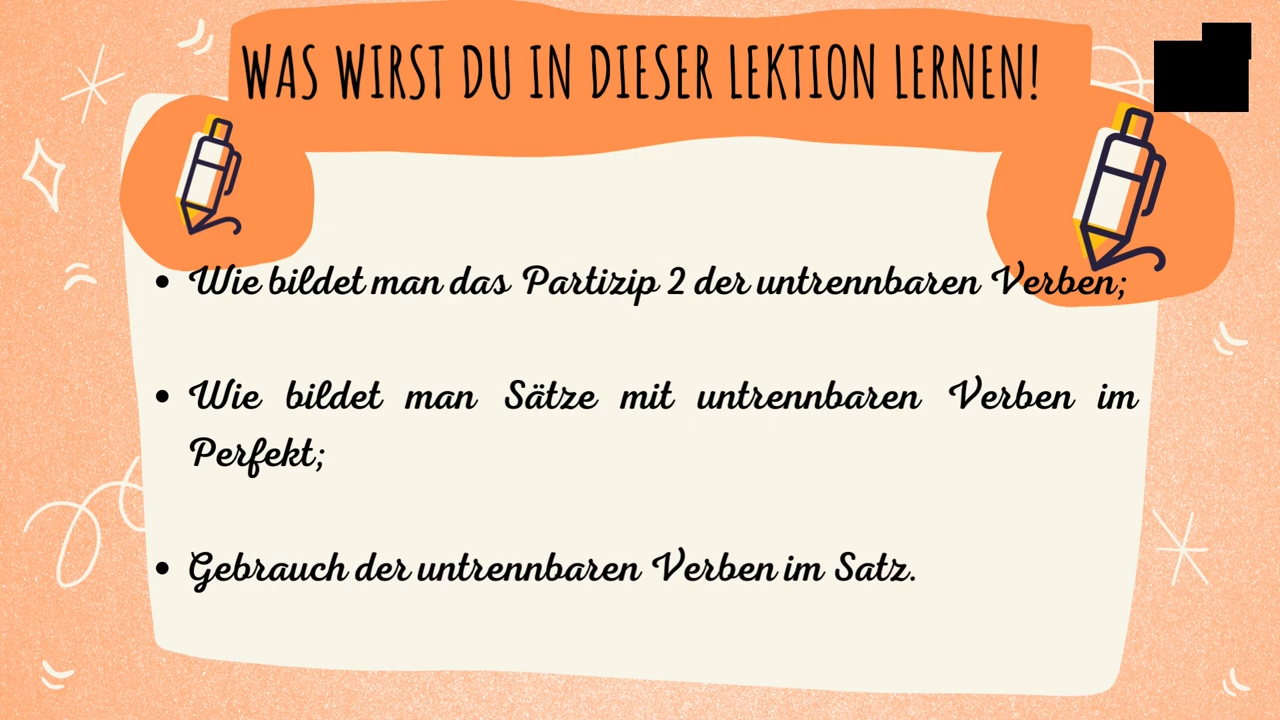 WAS WIRST DU IN DIESER LEKTION LERNEN!
• Wie bildet man das Partizip 2 der untrennbaren Verben;
• Wie bildet man Sätze mit untrennbaren Verben im
Perfekt;
• Gebrauch der untrennbaren Verben im Satz.